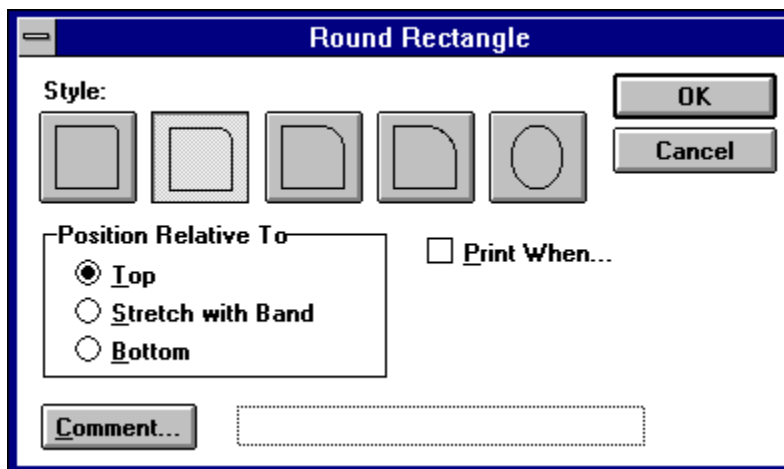 Round Rectangle
Style:
OK
Cancel
Position Relative To
Top
Stretch with Band
Bottom
Print When...
Comment...